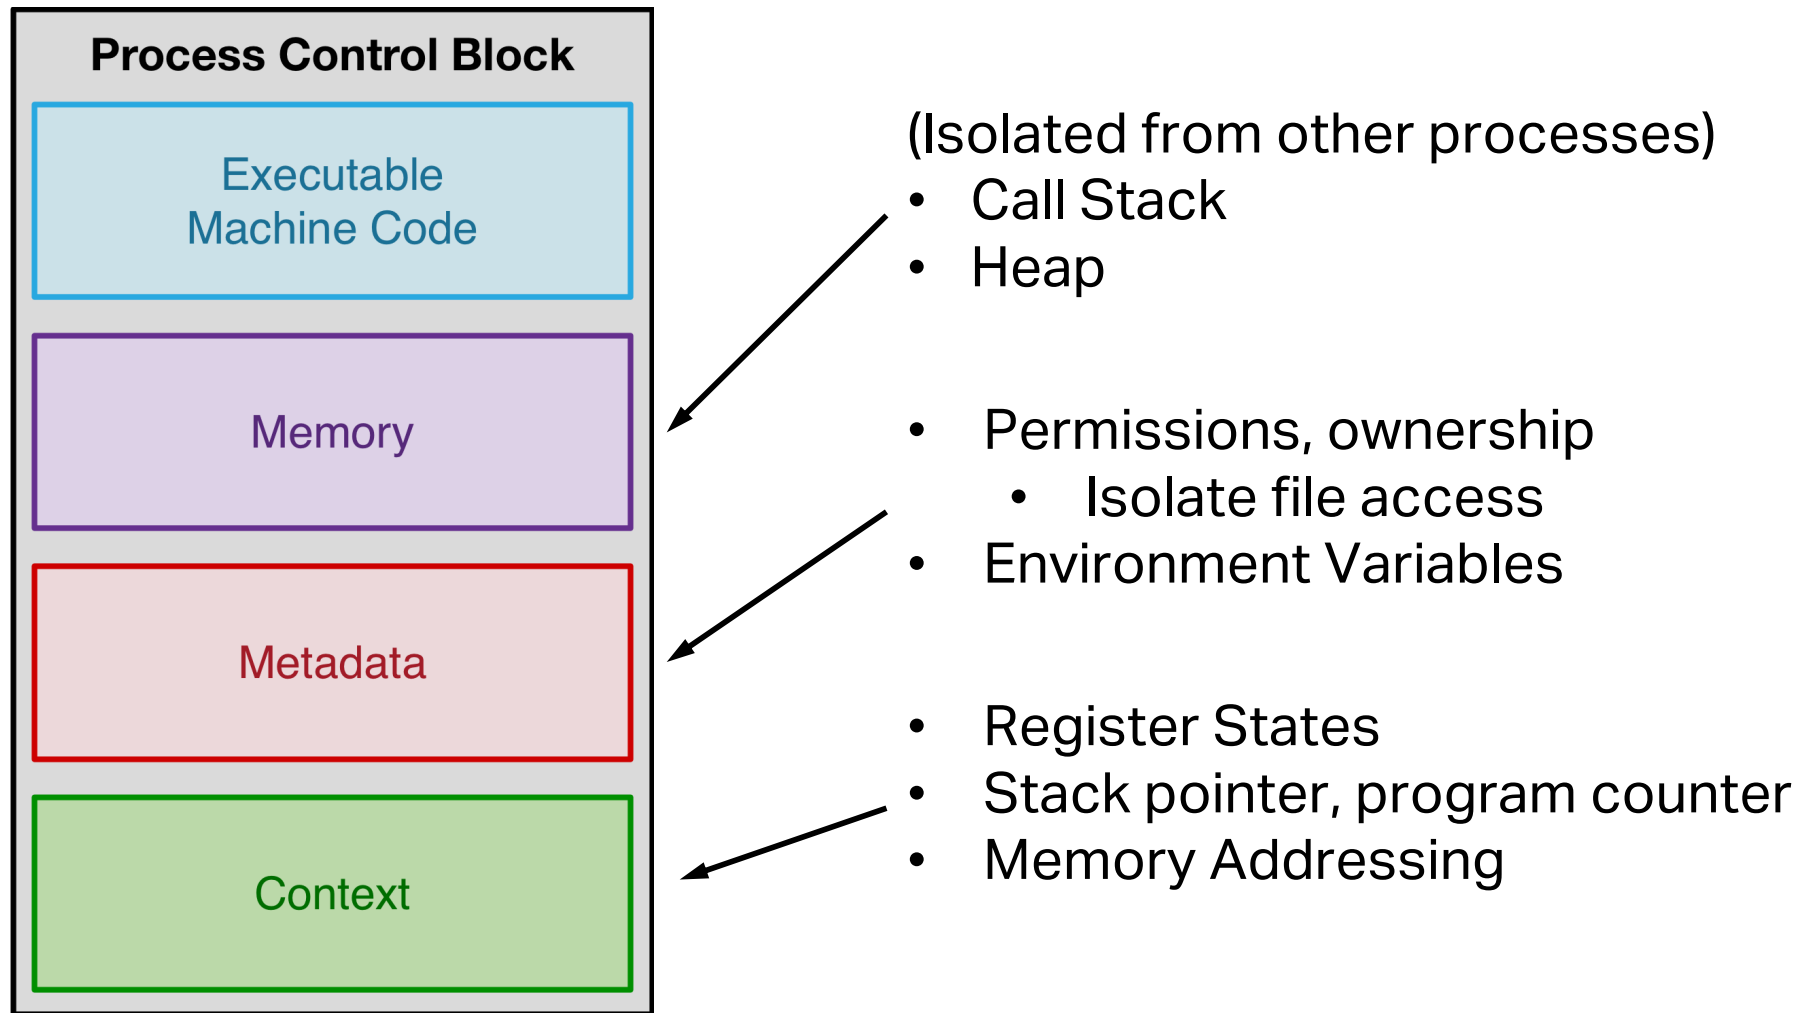 Process Control Block
Executable
Machine Code
Memory
Metadata
Context
(Isolated from other processes)
• Call Stack
• Heap
• Permissions, ownership
• Isolate file access
• Environment Variables
• Register States
• Stack pointer, program counter
• Memory Addressing